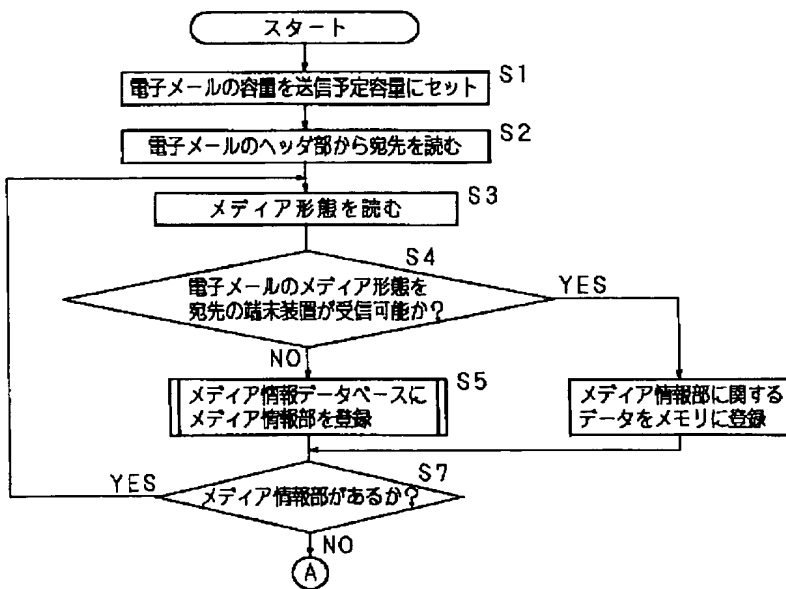 スタート
S1
電子メールの容量を送信予定容量にセット
S2
電子メールのヘッダ部から宛先を読む
S3
メディア形態を読む
S4
電子メールのメディア形態を
宛先の端末装置が受信可能か?
YES
NO
S5
メディア情報データベースに
メディア情報部を登録
メディア情報部に関する
データをメモリに登録
S7
YES
メディア情報部があるか?
NO
A